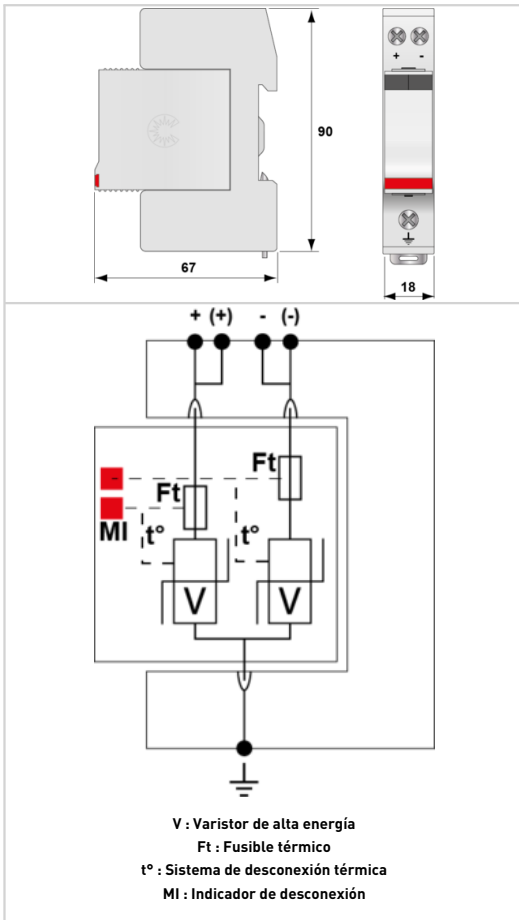 + -
90
67
18
+ (+) - (-)
Ft
Ft
MI t° t°
V V
V : Varistor de alta energía
Ft : Fusible térmico
t° : Sistema de desconexión térmica
MI : Indicador de desconexión